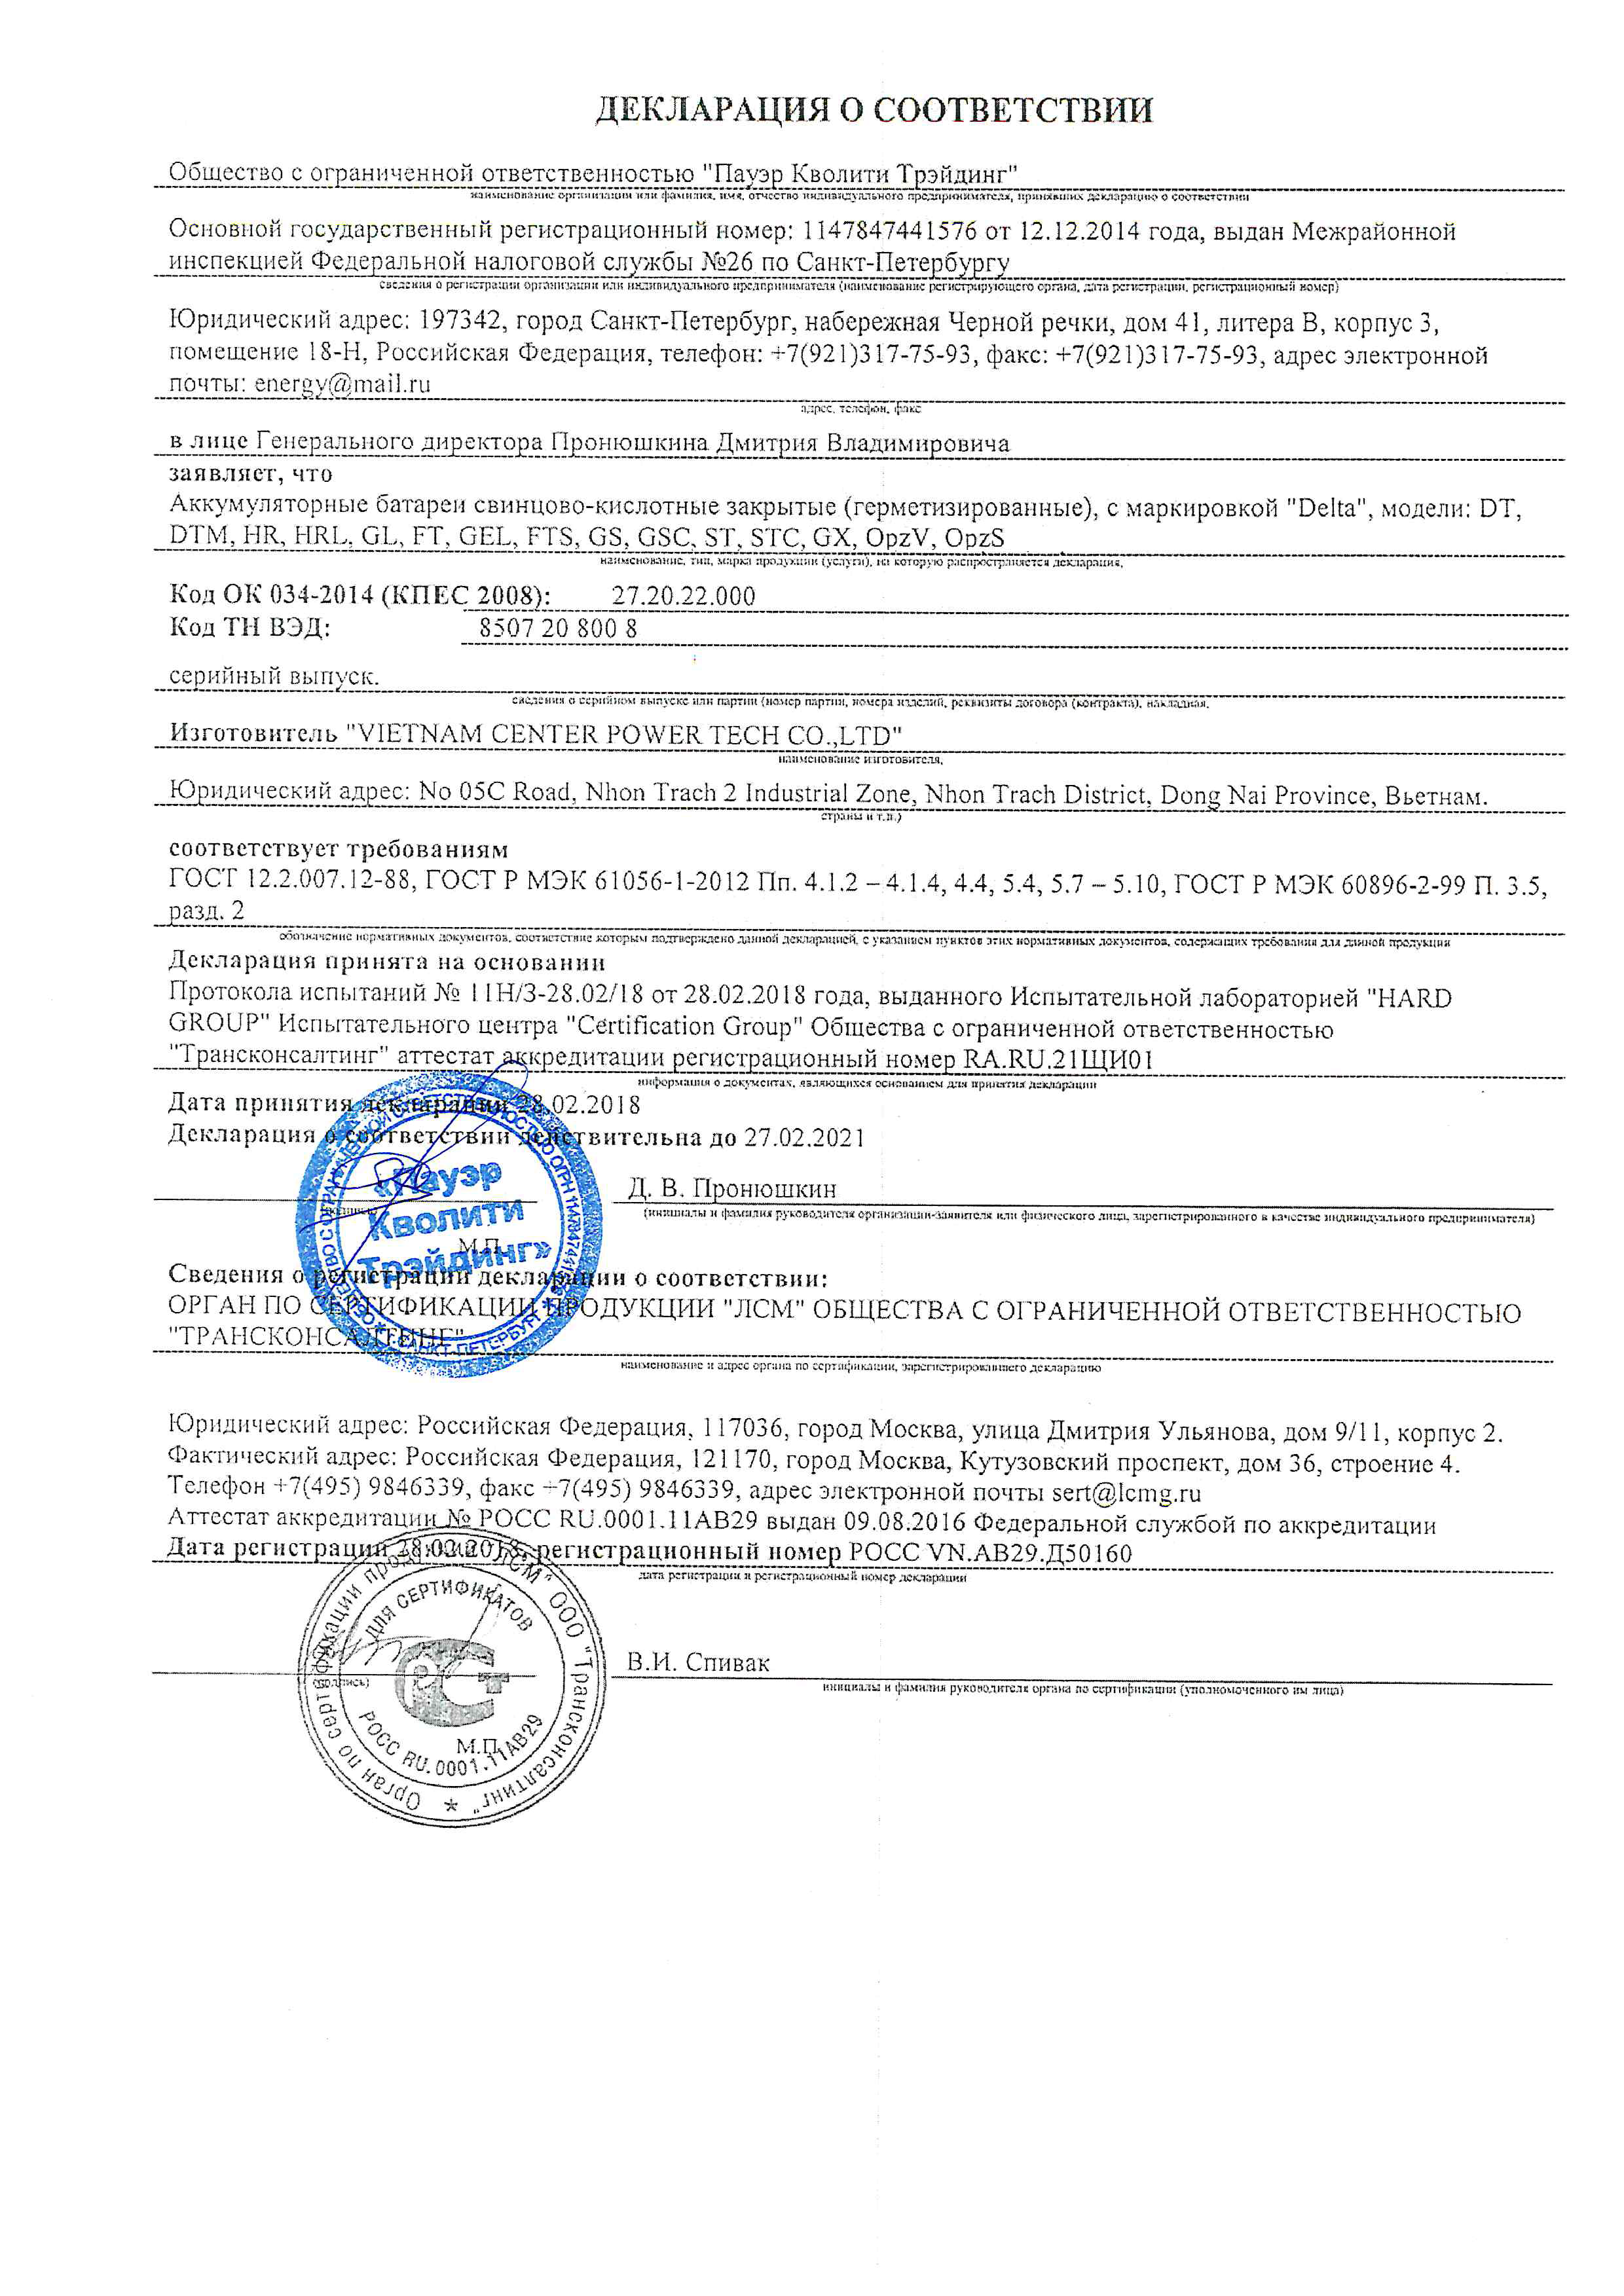 ДЕКЛАРАЦИЯ О СООТВЕТСТВИИ
Общество с ограниченной ответственностью "Пауэр Кволити Трэйдинг"
наименование организации или фамилия, имя, отчество индивидуального предпринимателя, принявших декларацию о соответствии
Основной государственный регистрационный номер: 1147847441576 от 12.12.2014 года, выдан Межрайонной
инспекцией Федеральной налоговой службы №26 по Санкт-Петербургу
сведения о регистрации организации или индивидуального предпринимателя (наименование регистрирующего органа, дата регистрации, регистрационный номер)
Юридический адрес: 197342, город Санкт-Петербург, набережная Черной речки, дом 41, литера В, корпус 3,
помещение 18-Н, Российская Федерация, телефон: +7(921)317-75-93, факс: +7(921)317-75-93, адрес электронной
почты: energy@mail.ru
адрес, телефон, факс
в лице Генерального директора Пронюшкина Дмитрия Владимировича
заявляет, что
Аккумуляторные батареи свинцово-кислотные закрытые (герметизированные), с маркировкой "Delta", модели: DT,
DTM, HR, HRL, GL, FT, GEL, FTS, GS, GSC, ST, STC, GX, OpzV, OpzS
наименование, тип, марка продукции (услуги), на которую распространяется декларация,
Код ОК 034-2014 (КПЕС 2008): 27.20.22.000
Код ТН ВЭД: 8507 20 800 8
серийный выпуск.
сведения о серийном выпуске или партии (номер партии, номера изделий, реквизиты договора (контракта), накладная,
Изготовитель "VIETNAM CENTER POWER TECH CO.,LTD"
наименование изготовителя,
Юридический адрес: No 05C Road, Nhon Trach 2 Industrial Zone, Nhon Trach District, Dong Nai Province, Вьетнам.
страны и т.п.)
соответствует требованиям
ГОСТ 12.2.007.12-88, ГОСТ Р МЭК 61056-1-2012 Пп. 4.1.2 – 4.1.4, 4.4, 5.4, 5.7 – 5.10, ГОСТ Р МЭК 60896-2-99 П. 3.5,
разд. 2
обозначение нормативных документов, соответствие которым подтверждено данной декларацией, с указанием пунктов этих нормативных документов, содержащих требования для данной продукции
Декларация принята на основании
Протокола испытаний № 11Н/З-28.02/18 от 28.02.2018 года, выданного Испытательной лабораторией "HARD
GROUP" Испытательного центра "Certification Group" Общества с ограниченной ответственностью
"Трансконсалтинг" аттестат аккредитации регистрационный номер RA.RU.21ЩИ01
информация о документах, являющихся основанием для принятия декларации
Дата принятия декларации 28.02.2018
Декларация о соответствии действительна до 27.02.2021
Д. В. Пронюшкин
(инициалы и фамилия руководителя организации-заявителя или физического лица, зарегистрированного в качестве индивидуального предпринимателя)
«Пауэр
Кволити
Трэйдинг»
М.П.
Сведения о регистрации декларации о соответствии:
ОРГАН ПО СЕРТИФИКАЦИИ ПРОДУКЦИИ "ЛСМ" ОБЩЕСТВА С ОГРАНИЧЕННОЙ ОТВЕТСТВЕННОСТЬЮ
"ТРАНСКОНСАЛТИНГ"
наименование и адрес органа по сертификации, зарегистрировавшего декларацию
Юридический адрес: Российская Федерация, 117036, город Москва, улица Дмитрия Ульянова, дом 9/11, корпус 2.
Фактический адрес: Российская Федерация, 121170, город Москва, Кутузовский проспект, дом 36, строение 4.
Телефон +7(495) 9846339, факс +7(495) 9846339, адрес электронной почты sert@lcmg.ru
Аттестат аккредитации № РОСС RU.0001.11АВ29 выдан 09.08.2016 Федеральной службой по аккредитации
Дата регистрации 28.02.2018, регистрационный номер РОСС VN.АВ29.Д50160
дата регистрации и регистрационный номер декларации
Орган по сертификации продукции "ЛСМ" ООО "Трансконсалтинг"
ДЛЯ СЕРТИФИКАТОВ
РОСС RU.0001.11АВ29
В.И. Спивак
(подпись)
инициалы и фамилия руководителя органа по сертификации (уполномоченного им лица)
М.П.